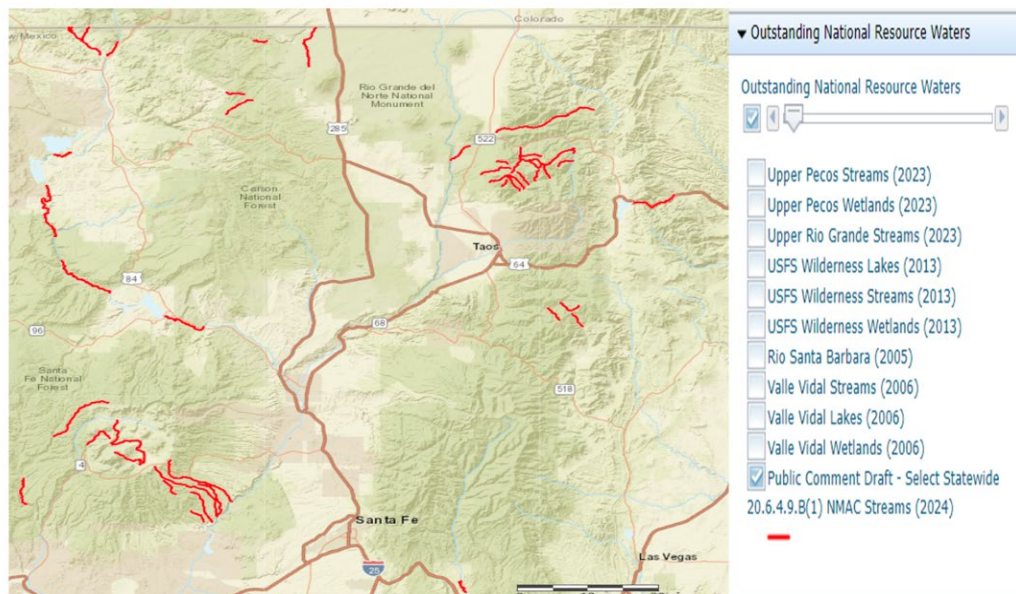 Colorado
w Mexico
Rio Grande del
Norte National
Monument
285
522
Carson
National
Forest
Taos
64
84
68
96
Santa
Fe National
Forest
518
4
Santa Fe
25
Las Vegas
▼ Outstanding National Resource Waters
Outstanding National Resource Waters
Upper Pecos Streams (2023)
Upper Pecos Wetlands (2023)
Upper Rio Grande Streams (2023)
USFS Wilderness Lakes (2013)
USFS Wilderness Streams (2013)
USFS Wilderness Wetlands (2013)
Rio Santa Barbara (2005)
Valle Vidal Streams (2006)
Valle Vidal Lakes (2006)
Valle Vidal Wetlands (2006)
Public Comment Draft - Select Statewide
20.6.4.9.B(1) NMAC Streams (2024)